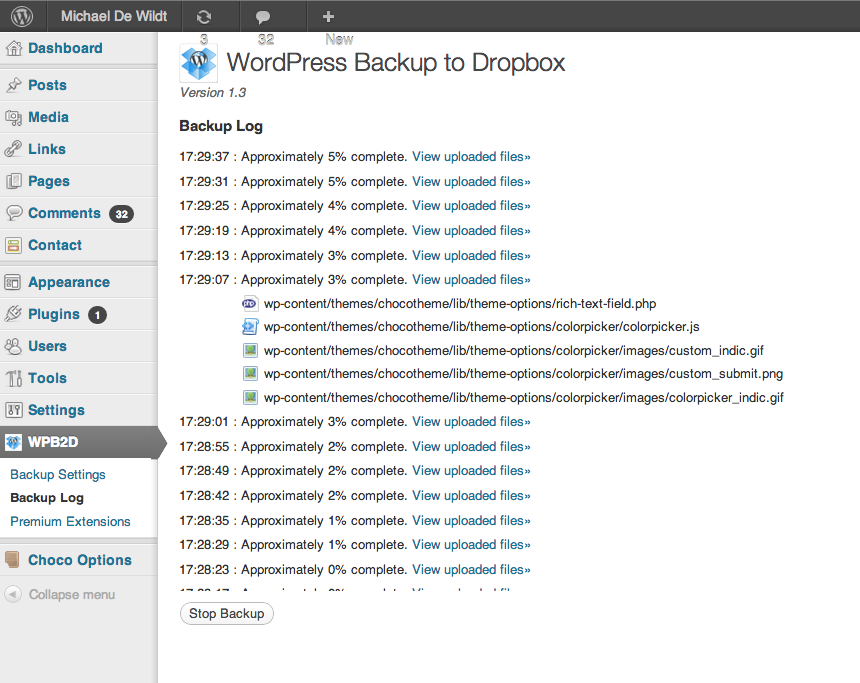 Michael De Wildt
3
32
New
Dashboard
Posts
Media
Links
Pages
Comments 32
Contact
Appearance
Plugins 1
Users
Tools
Settings
WPB2D
Backup Settings
Backup Log
Premium Extensions
Choco Options
Collapse menu
WordPress Backup to Dropbox
Version 1.3
Backup Log
17:29:37 : Approximately 5% complete. View uploaded files»
17:29:31 : Approximately 5% complete. View uploaded files»
17:29:25 : Approximately 4% complete. View uploaded files»
17:29:19 : Approximately 4% complete. View uploaded files»
17:29:13 : Approximately 3% complete. View uploaded files»
17:29:07 : Approximately 3% complete. View uploaded files»
php wp-content/themes/chocotheme/lib/theme-options/rich-text-field.php
wp-content/themes/chocotheme/lib/theme-options/colorpicker/colorpicker.js
wp-content/themes/chocotheme/lib/theme-options/colorpicker/images/custom_indic.gif
wp-content/themes/chocotheme/lib/theme-options/colorpicker/images/custom_submit.png
wp-content/themes/chocotheme/lib/theme-options/colorpicker/images/colorpicker_indic.gif
17:29:01 : Approximately 3% complete. View uploaded files»
17:28:55 : Approximately 2% complete. View uploaded files»
17:28:49 : Approximately 2% complete. View uploaded files»
17:28:42 : Approximately 2% complete. View uploaded files»
17:28:35 : Approximately 1% complete. View uploaded files»
17:28:29 : Approximately 1% complete. View uploaded files»
17:28:23 : Approximately 0% complete. View uploaded files»
Stop Backup